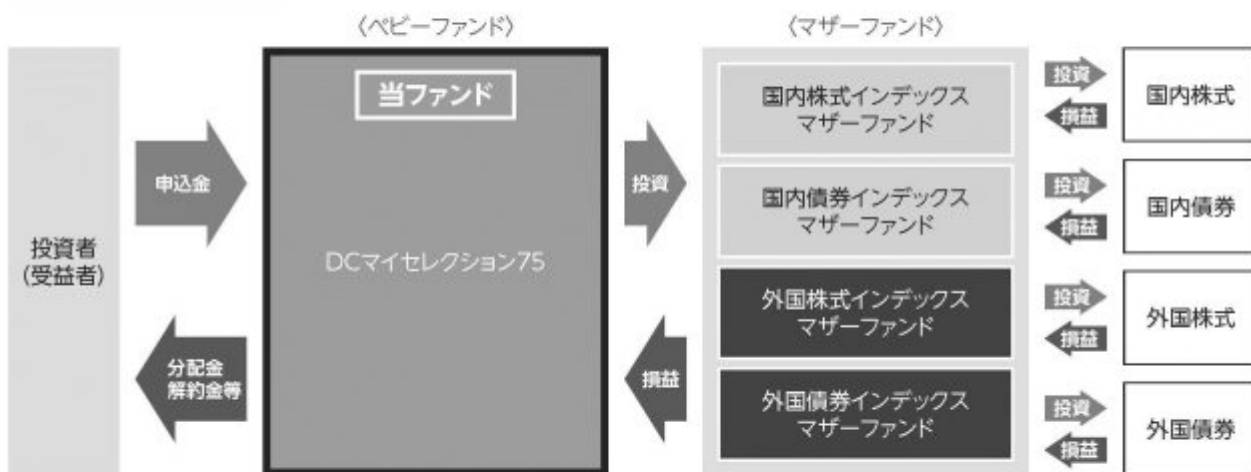 〈ベビーファンド〉
〈マザーファンド〉
投資者
(受益者)
申込金
分配金
解約金等
当ファンド
DCマイセレクション75
投資
損益
国内株式インデックス
マザーファンド
投資
損益
国内株式
国内債券インデックス
マザーファンド
投資
損益
国内債券
外国株式インデックス
マザーファンド
投資
損益
外国株式
外国債券インデックス
マザーファンド
投資
損益
外国債券